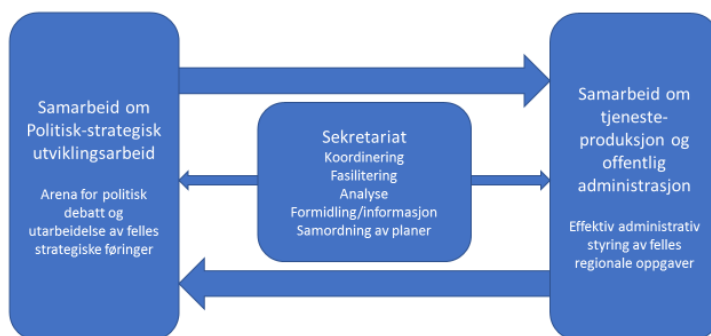 Samarbeid om
Politisk-strategisk
utviklingsarbeid
Arena for politisk
debatt og
utarbeidelse av felles
strategiske føringer
Sekretariat
Koordinering
Fasilitering
Analyse
Formidling/informasjon
Samordning av planer
Samarbeid om
tjeneste-
produksjon og
offentlig
administrasjon
Effektiv administrativ
styring av felles
regionale oppgaver